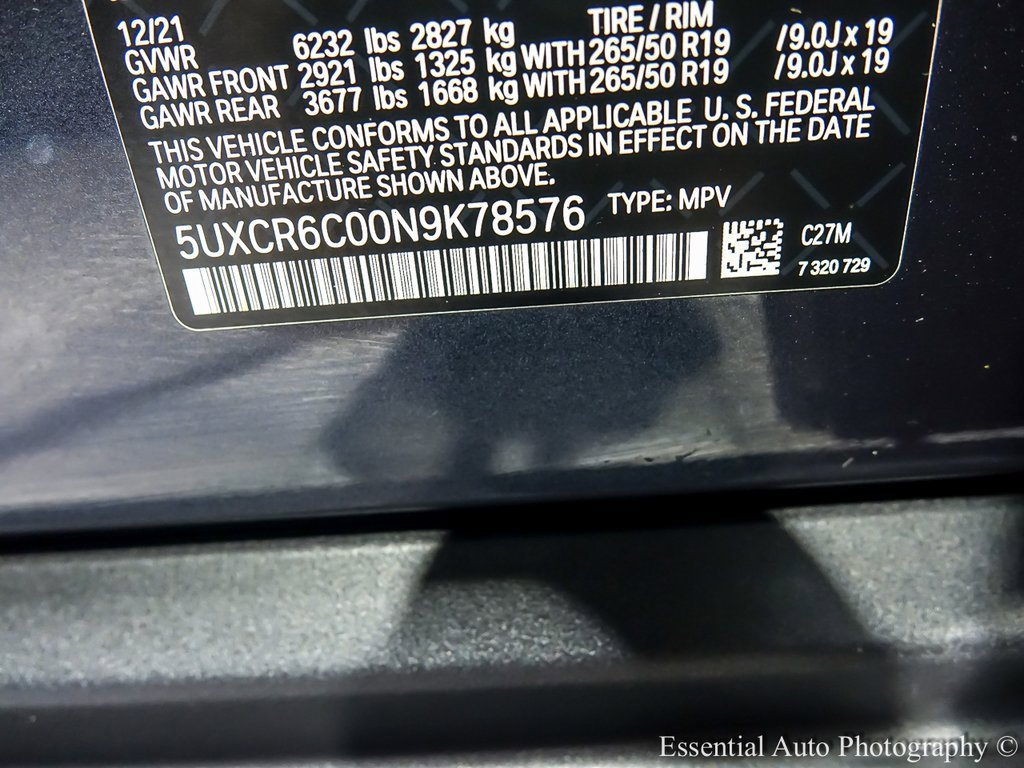 12/21
TIRE / RIM
GVWR 6232 lbs 2827 kg
GAWR FRONT 2921 lbs 1325 kg WITH 265/50 R19 /9.0J x 19
GAWR REAR 3677 lbs 1668 kg WITH 265/50 R19 /9.0J x 19
THIS VEHICLE CONFORMS TO ALL APPLICABLE U. S. FEDERAL
MOTOR VEHICLE SAFETY STANDARDS IN EFFECT ON THE DATE
OF MANUFACTURE SHOWN ABOVE.
5UXCR6C00N9K78576 TYPE: MPV
C27M
7 320 729
Essential Auto Photography ©